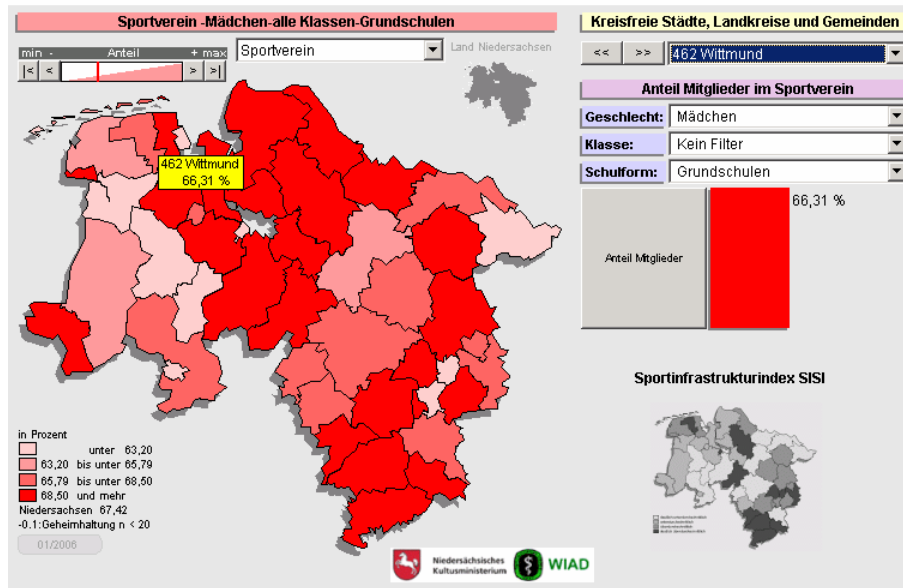 Sportverein -Mädchen-alle Klassen-Grundschulen
min - Anteil + max
|< < > >|
Sportverein
Land Niedersachsen
462 Wittmund
66,31 %
in Prozent
unter 63,20
63,20 bis unter 65,79
65,79 bis unter 68,50
68,50 und mehr
Niedersachsen 67,42
-0.1:Geheimhaltung n < 20
01/2006
Niedersächsisches
Kultusministerium
WIAD
Kreisfreie Städte, Landkreise und Gemeinden
<< >> 462 Wittmund
Anteil Mitglieder im Sportverein
Geschlecht: Mädchen
Klasse: Kein Filter
Schulform: Grundschulen
66,31 %
Anteil Mitglieder
Sportinfrastrukturindex SISI